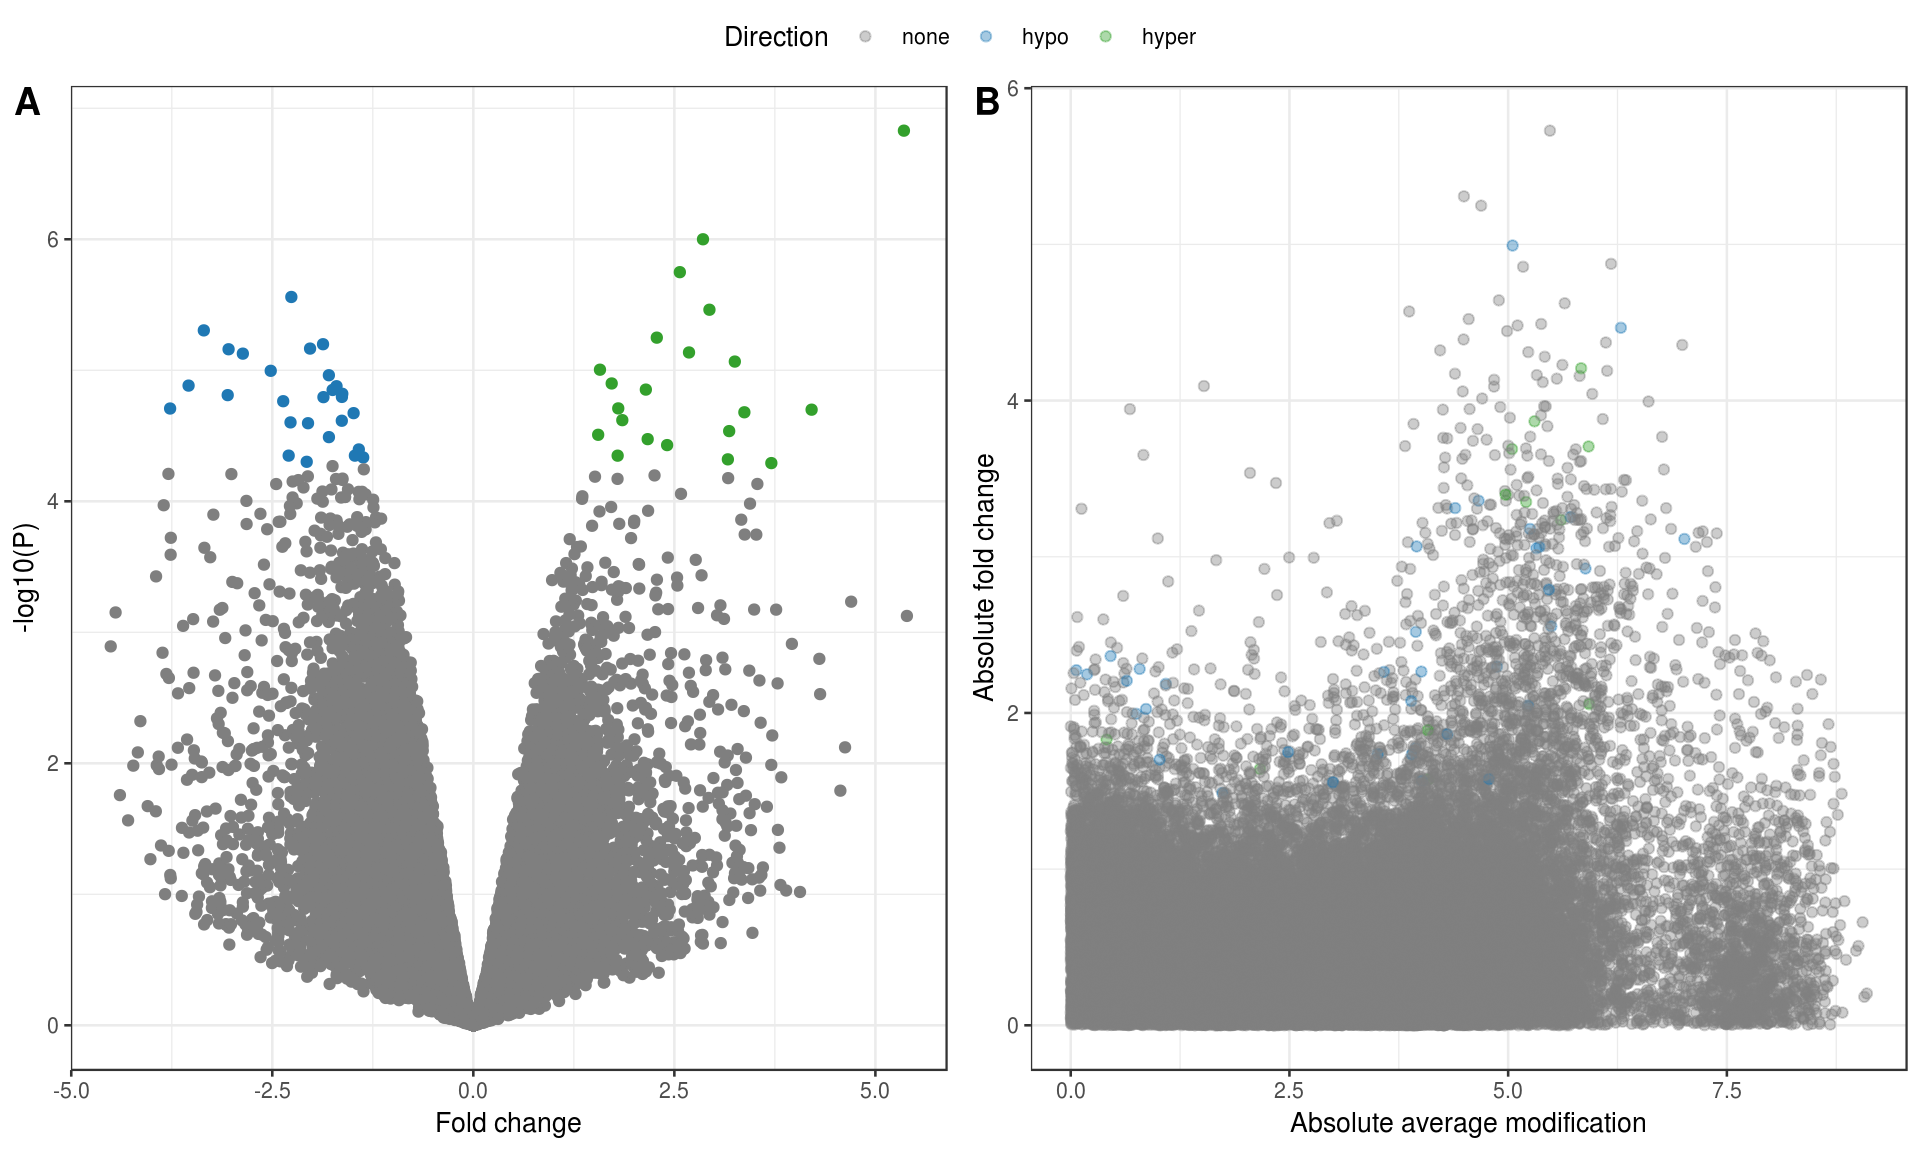 Direction none hypo hyper
A
-log10(P)
6
4
2
0
-5.0 -2.5 0.0 2.5 5.0
Fold change
B
Absolute fold change
6
4
2
0
0.0 2.5 5.0 7.5
Absolute average modification